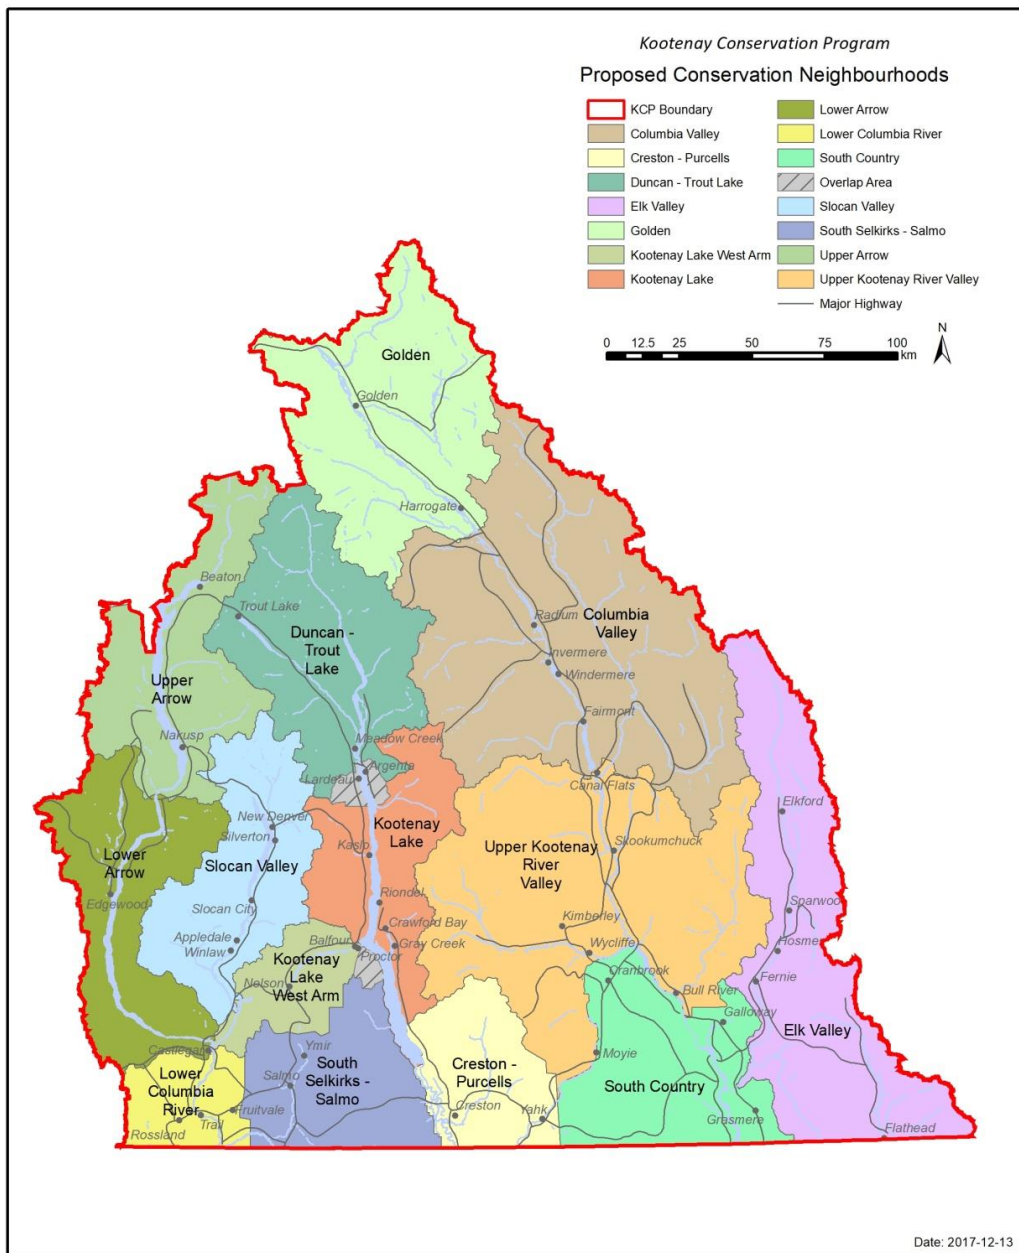 Kootenay Conservation Program
Proposed Conservation Neighbourhoods
KCP Boundary
Columbia Valley
Creston - Purcells
Duncan - Trout Lake
Elk Valley
Golden
Kootenay Lake West Arm
Kootenay Lake
Lower Arrow
Lower Columbia River
South Country
Overlap Area
Slocan Valley
South Selkirks - Salmo
Upper Arrow
Upper Kootenay River Valley
Major Highway
0 12.5 25 50 75 100
km
N
Golden
Golden
Harrogate
Beaton
Trout Lake
Duncan -
Trout
Lake
Radium
Columbia
Valley
Invermere
Windermere
Upper
Arrow
Fairmont
Nakusp
Meadow Creek
Argenta
Lardeau
Canal Flats
Elkford
New Denver
Silverton
Kootenay
Lake
Kaslo
Skookumchuck
Upper Kootenay
River
Valley
Lower
Arrow
Slocan Valley
Edgewood
Slocan City
Riondel
Sparwood
Crawford Bay
Kimberley
Appledale
Winlaw
Balfour
Proctor
Gray Creek
Wycliffe
Hosmer
Kootenay
Lake
West Arm
Nelson
Cranbrook
Fernie
Bull River
Galloway
Elk Valley
Castlegar
Ymir
Moyie
Lower
Columbia
River
Salmo
South
Selkirks -
Salmo
Creston -
Purcells
South Country
Fruitvale
Trail
Rossland
Creston
Yahk
Grasmere
Flathead
Date: 2017-12-13